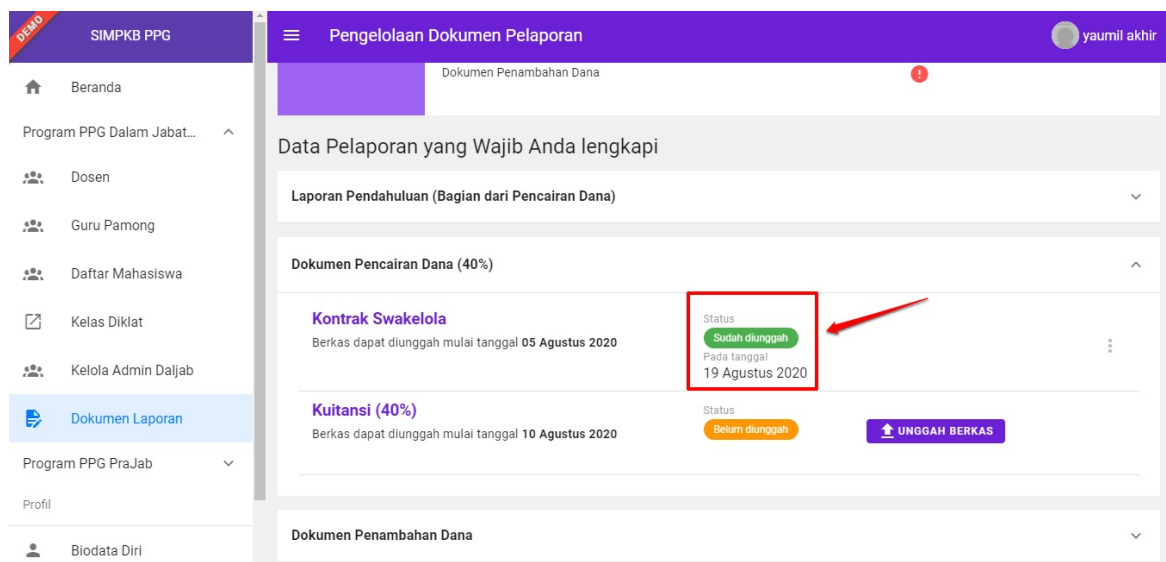 DEMO
SIMPKB PPG
Pengelolaan Dokumen Pelaporan
yaumil akhir
Beranda
Program PPG Dalam Jabat...
Dosen
Guru Pamong
Daftar Mahasiswa
Kelas Diklat
Kelola Admin Daljab
Dokumen Laporan
Program PPG PraJab
Profil
Biodata Diri
Dokumen Penambahan Dana
Data Pelaporan yang Wajib Anda lengkapi
Laporan Pendahuluan (Bagian dari Pencairan Dana)
Dokumen Pencairan Dana (40%)
Kontrak Swakelola
Berkas dapat diunggah mulai tanggal 05 Agustus 2020
Status
Sudah diunggah
Pada tanggal
19 Agustus 2020
Kuitansi (40%)
Berkas dapat diunggah mulai tanggal 10 Agustus 2020
Status
Belum diunggah
UNGGAH BERKAS
Dokumen Penambahan Dana